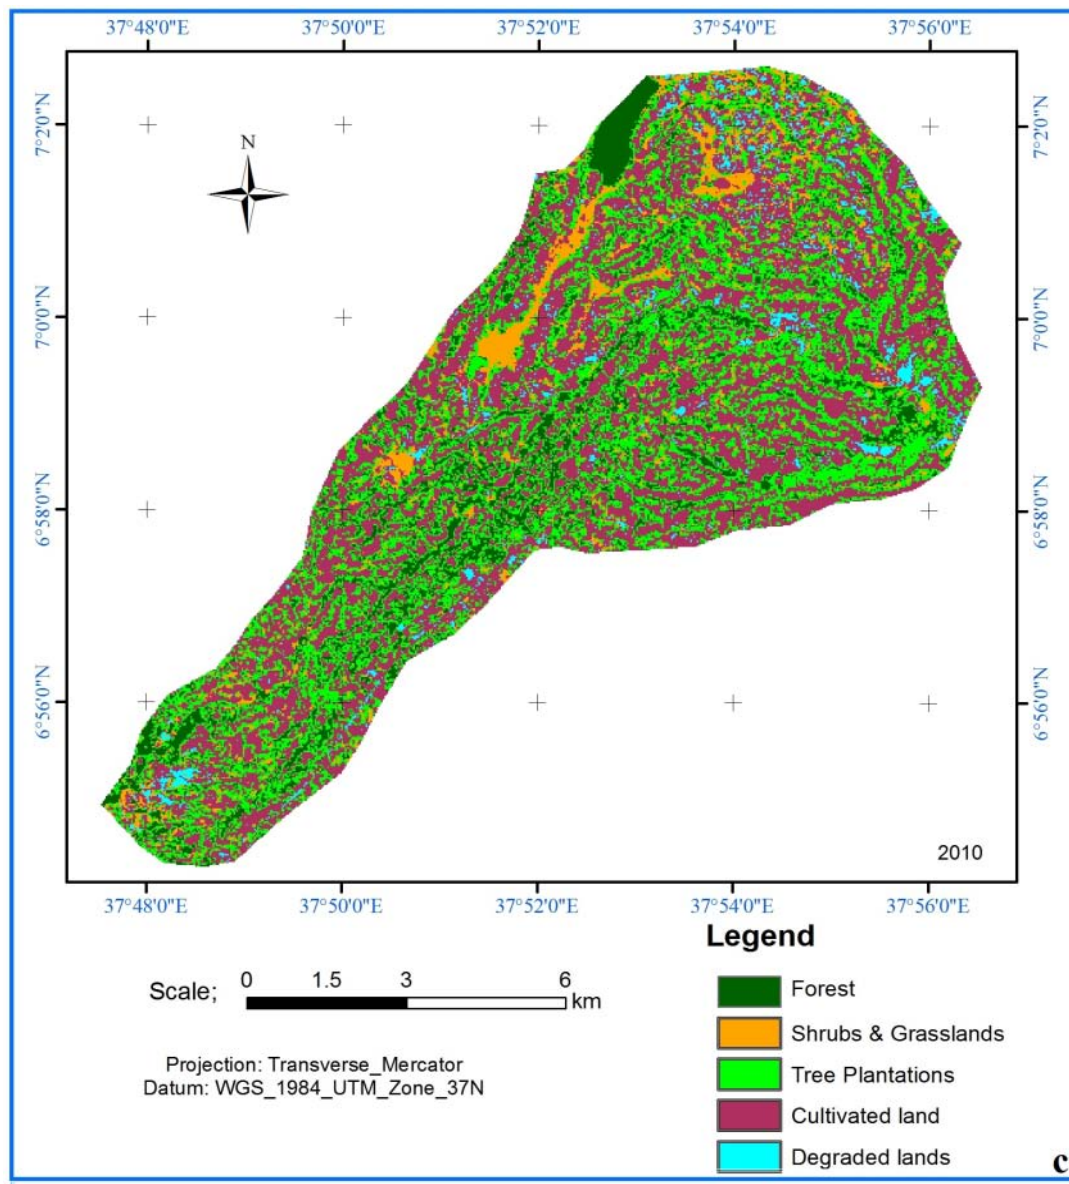 37°48'0"E 37°50'0"E 37°52'0"E 37°54'0"E 37°56'0"E
7°2'0"N 7°2'0"N
N
7°0'0"N 7°0'0"N
6°58'0"N 6°58'0"N
6°56'0"N 6°56'0"N
2010
37°48'0"E 37°50'0"E 37°52'0"E 37°54'0"E 37°56'0"E
Legend
Scale; 0 1.5 3 6 km
Forest
Shrubs & Grasslands
Projection: Transverse_Mercator
Tree Plantations
Datum: WGS_1984_UTM_Zone_37N
Cultivated land
Degraded lands
c